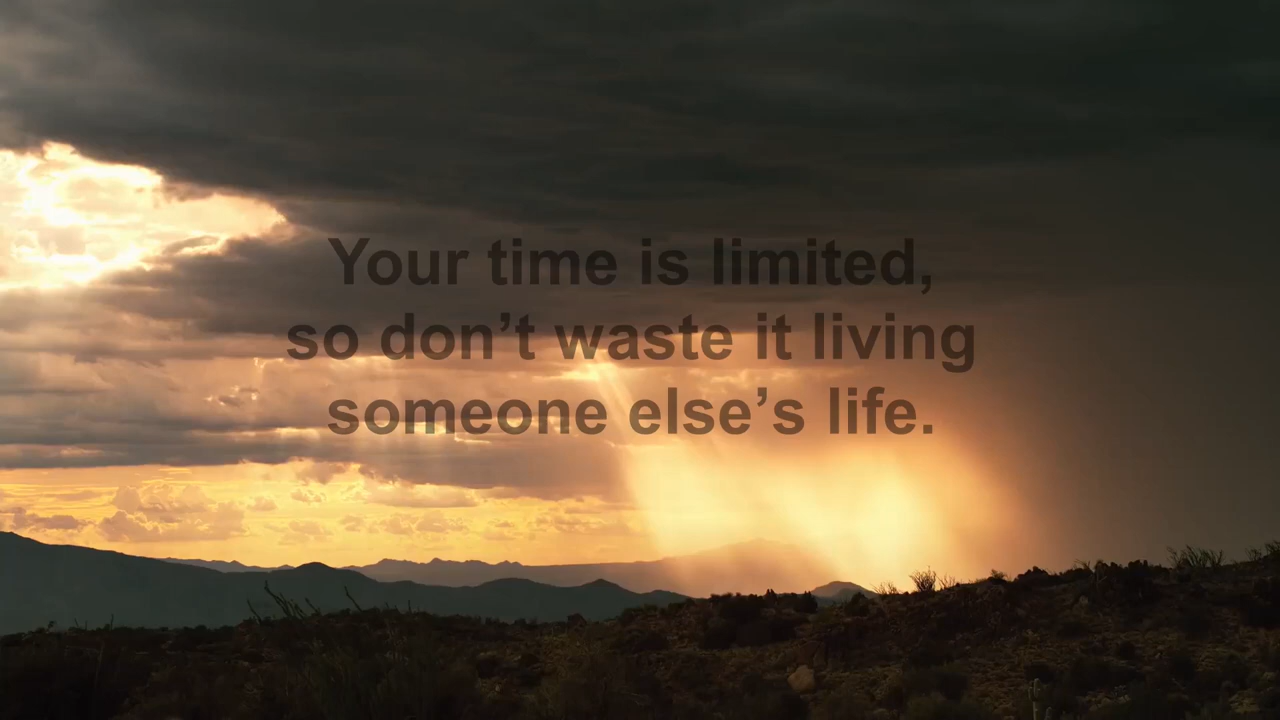 Your time is limited,
so don’t waste it living
someone else’s life.